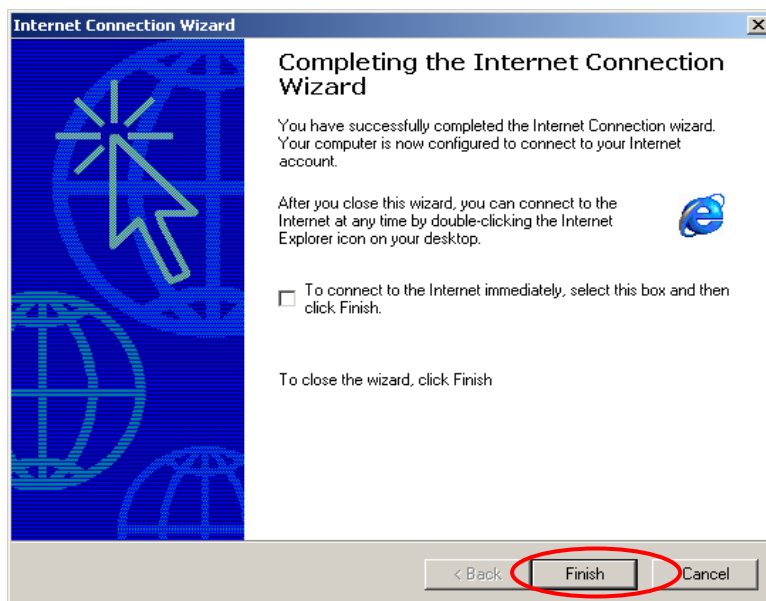 Internet Connection Wizard
Completing the Internet Connection
Wizard
You have successfully completed the Internet Connection wizard.
Your computer is now configured to connect to your Internet
account.
After you close this wizard, you can connect to the
Internet at any time by double-clicking the Internet
Explorer icon on your desktop.
To connect to the Internet immediately, select this box and then
click Finish.
To close the wizard, click Finish
< Back Finish Cancel